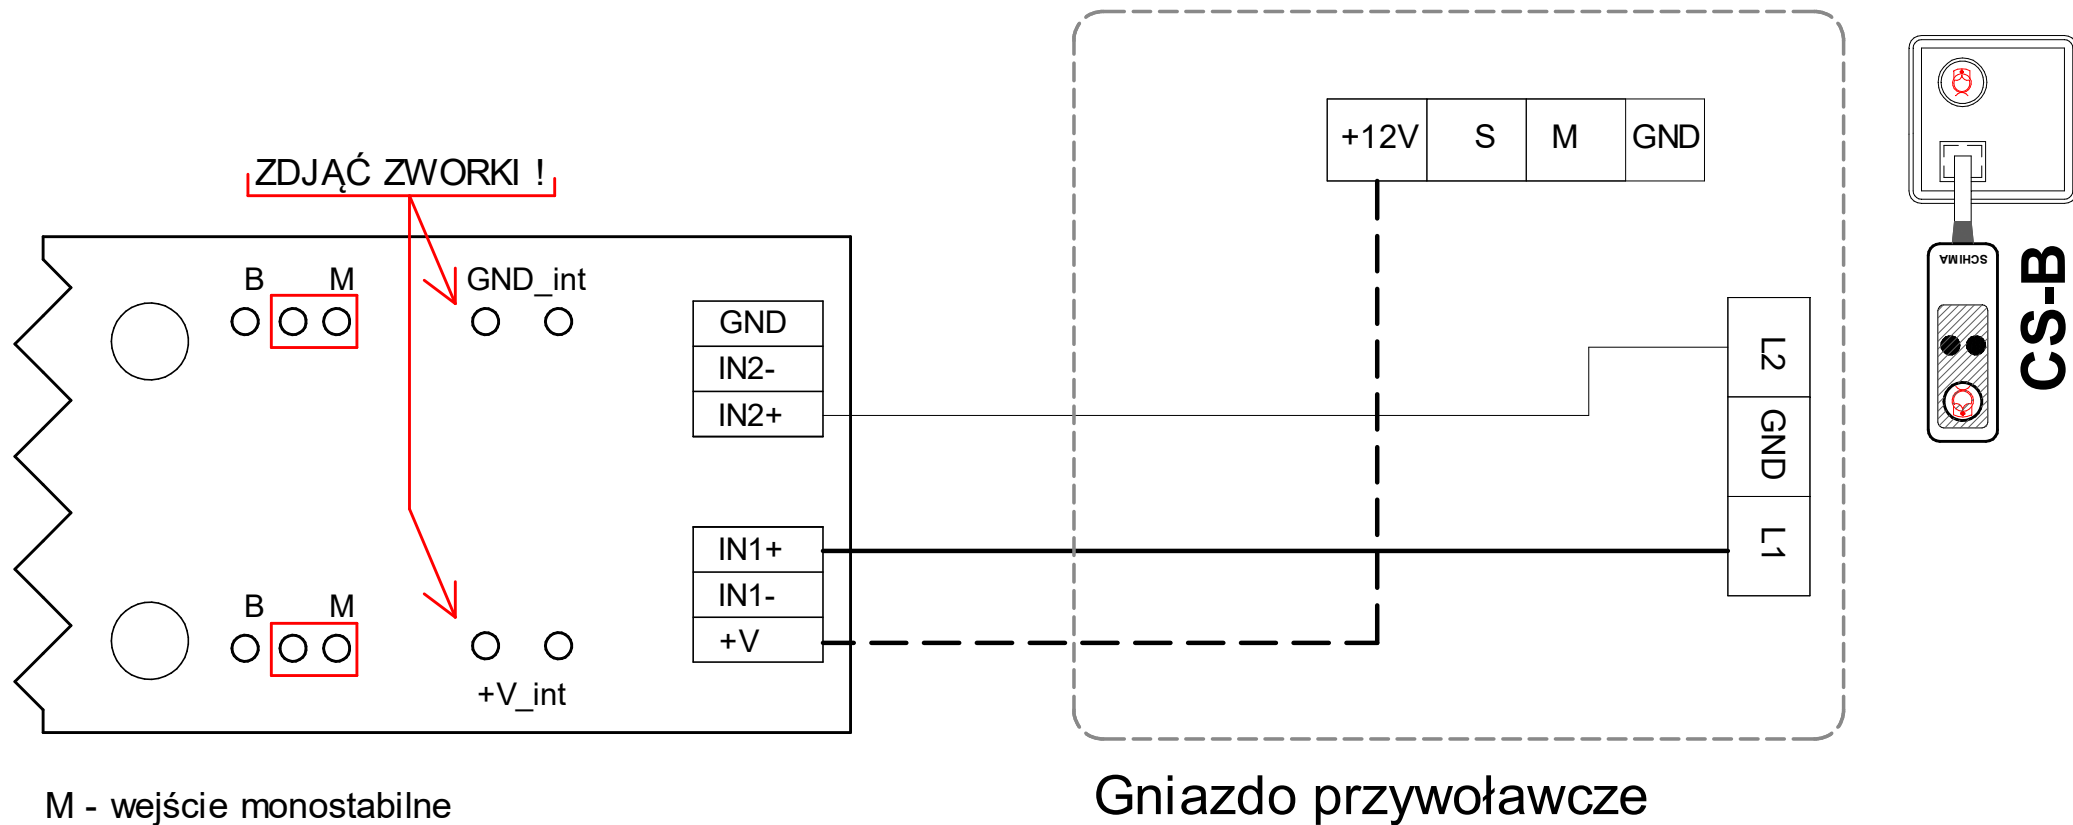 ZDJĄĆ ZWORKI !
B M GND_int
GND
IN2-
IN2+
IN1+
IN1-
+V
B M
+V_int
M - wejście monostabilne
+12V S M GND
L2
GND
L1
Gniazdo przywoławcze
SCHIMA
CS-B